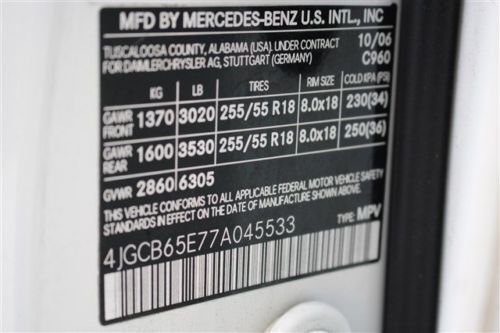 MFD BY MERCEDES-BENZ U.S. INT'L., INC
TUSCALOOSA COUNTY, ALABAMA (USA). UNDER CONTRACT 10/06
FOR DAIMLERCHRYSLER AG, STUTTGART (GERMANY) C960
KG LB TIRES RIM SIZE COLD KPA (PSI)
GAWR FRONT 1370 3020 255/55 R18 8.0x18 230(34)
GAWR REAR 1600 3530 255/55 R18 8.0x18 250(36)
GVWR 2860 6305
THIS VEHICLE CONFORMS TO ALL APPLICABLE FEDERAL MOTOR VEHICLE SAFETY
STANDARDS IN EFFECT ON THE DATE OF MANUFACTURE SHOWN ABOVE.
4JGCB65E77A045533 TYPE: MPV